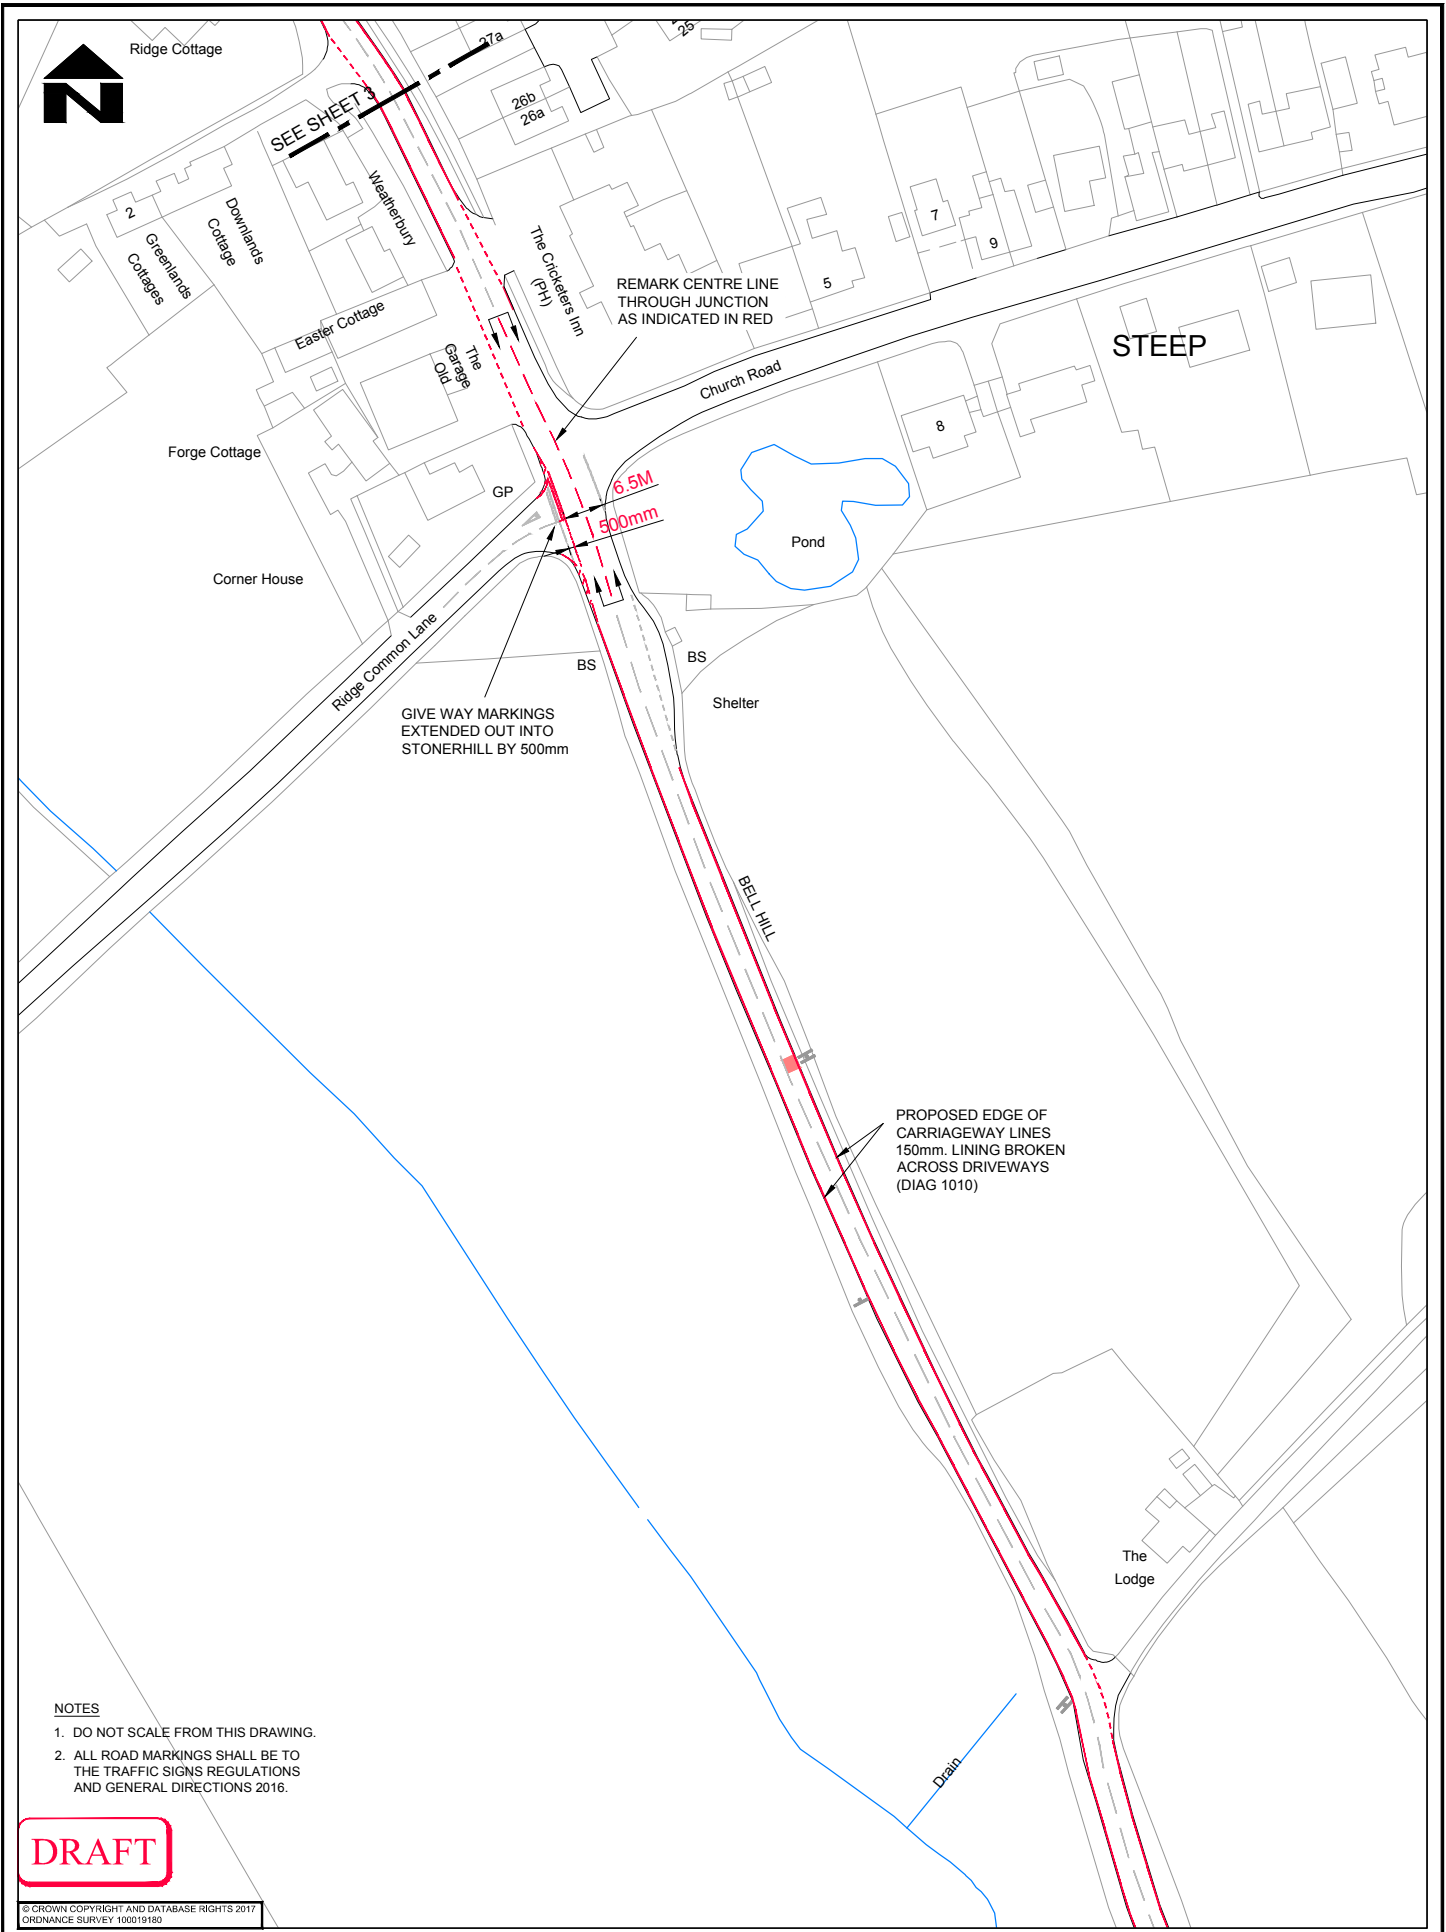 Ridge Cottage
N
SEE SHEET 3
27a
25
26b
26a
Weatherbury
2
Greenlands
Cottages
Downlands
Cottage
The Cricketers Inn
(PH)
7
9
5
REMARK CENTRE LINE
THROUGH JUNCTION
AS INDICATED IN RED
STEEP
Easter Cottage
The
Old
Garage
Church Road
8
Forge Cottage
GP
6.5M
500mm
Pond
Corner House
Ridge Common Lane
BS
BS
Shelter
GIVE WAY MARKINGS
EXTENDED OUT INTO
STONERHILL BY 500mm
BELL HILL
PROPOSED EDGE OF
CARRIAGEWAY LINES
150mm. LINING BROKEN
ACROSS DRIVEWAYS
(DIAG 1010)
The
Lodge
Drain
NOTES
1. DO NOT SCALE FROM THIS DRAWING.
2. ALL ROAD MARKINGS SHALL BE TO
THE TRAFFIC SIGNS REGULATIONS
AND GENERAL DIRECTIONS 2016.
DRAFT
© CROWN COPYRIGHT AND DATABASE RIGHTS 2017
ORDNANCE SURVEY 100019180